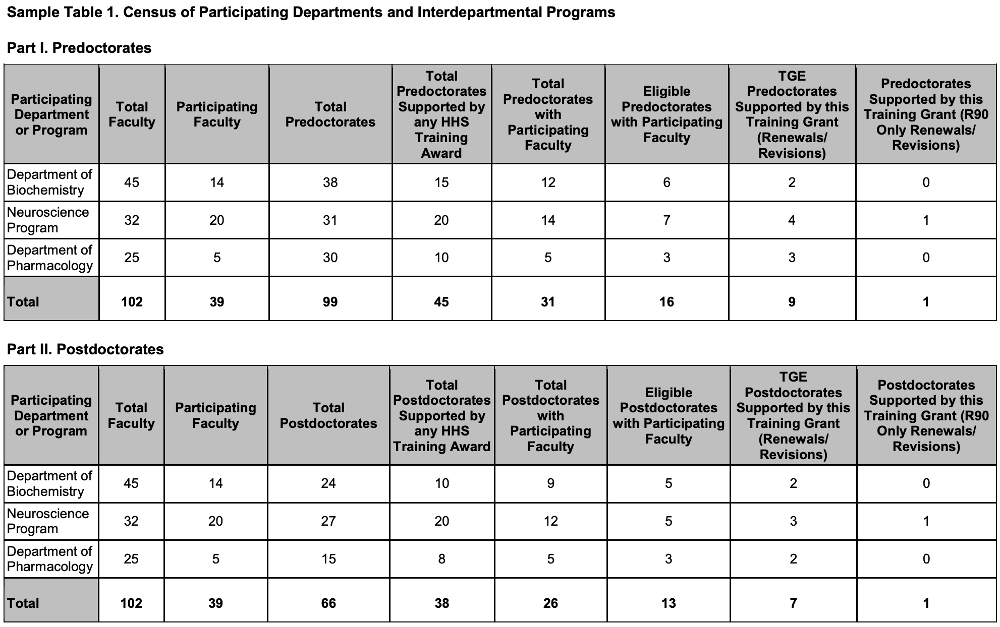 Sample Table 1. Census of Participating Departments and Interdepartmental Programs
Part I. Predoctorates
Participating
Department
or Program
Total
Faculty
Participating
Faculty
Total
Predoctorates
Total
Predoctorates
Supported by
any HHS
Training
Award
Total
Predoctorates
with
Participating
Faculty
Eligible
Predoctorates
with Participating
Faculty
TGE
Predoctorates
Supported by this
Training Grant
(Renewals/
Revisions)
Predoctorates
Supported by this
Training Grant (R90
Only Renewals/
Revisions)
Department of
Biochemistry
45 14 38 15 12 6 2 0
Neuroscience
Program
32 20 31 20 14 7 4 1
Department of
Pharmacology
25 5 30 10 5 3 3 0
Total 102 39 99 45 31 16 9 1
Part II. Postdoctorates
Participating
Department
or Program
Total
Faculty
Participating
Faculty
Total
Postdoctorates
Total
Postdoctorates
Supported by
any HHS
Training Award
Total
Postdoctorates
with
Participating
Faculty
Eligible
Postdoctorates
with Participating
Faculty
TGE
Postdoctorates
Supported by this
Training Grant
(Renewals/
Revisions)
Postdoctorates
Supported by this
Training Grant (R90
Only Renewals/
Revisions)
Department of
Biochemistry
45 14 24 10 9 5 2 0
Neuroscience
Program
32 20 27 20 12 5 3 1
Department of
Pharmacology
25 5 15 8 5 3 2 0
Total 102 39 66 38 26 13 7 1